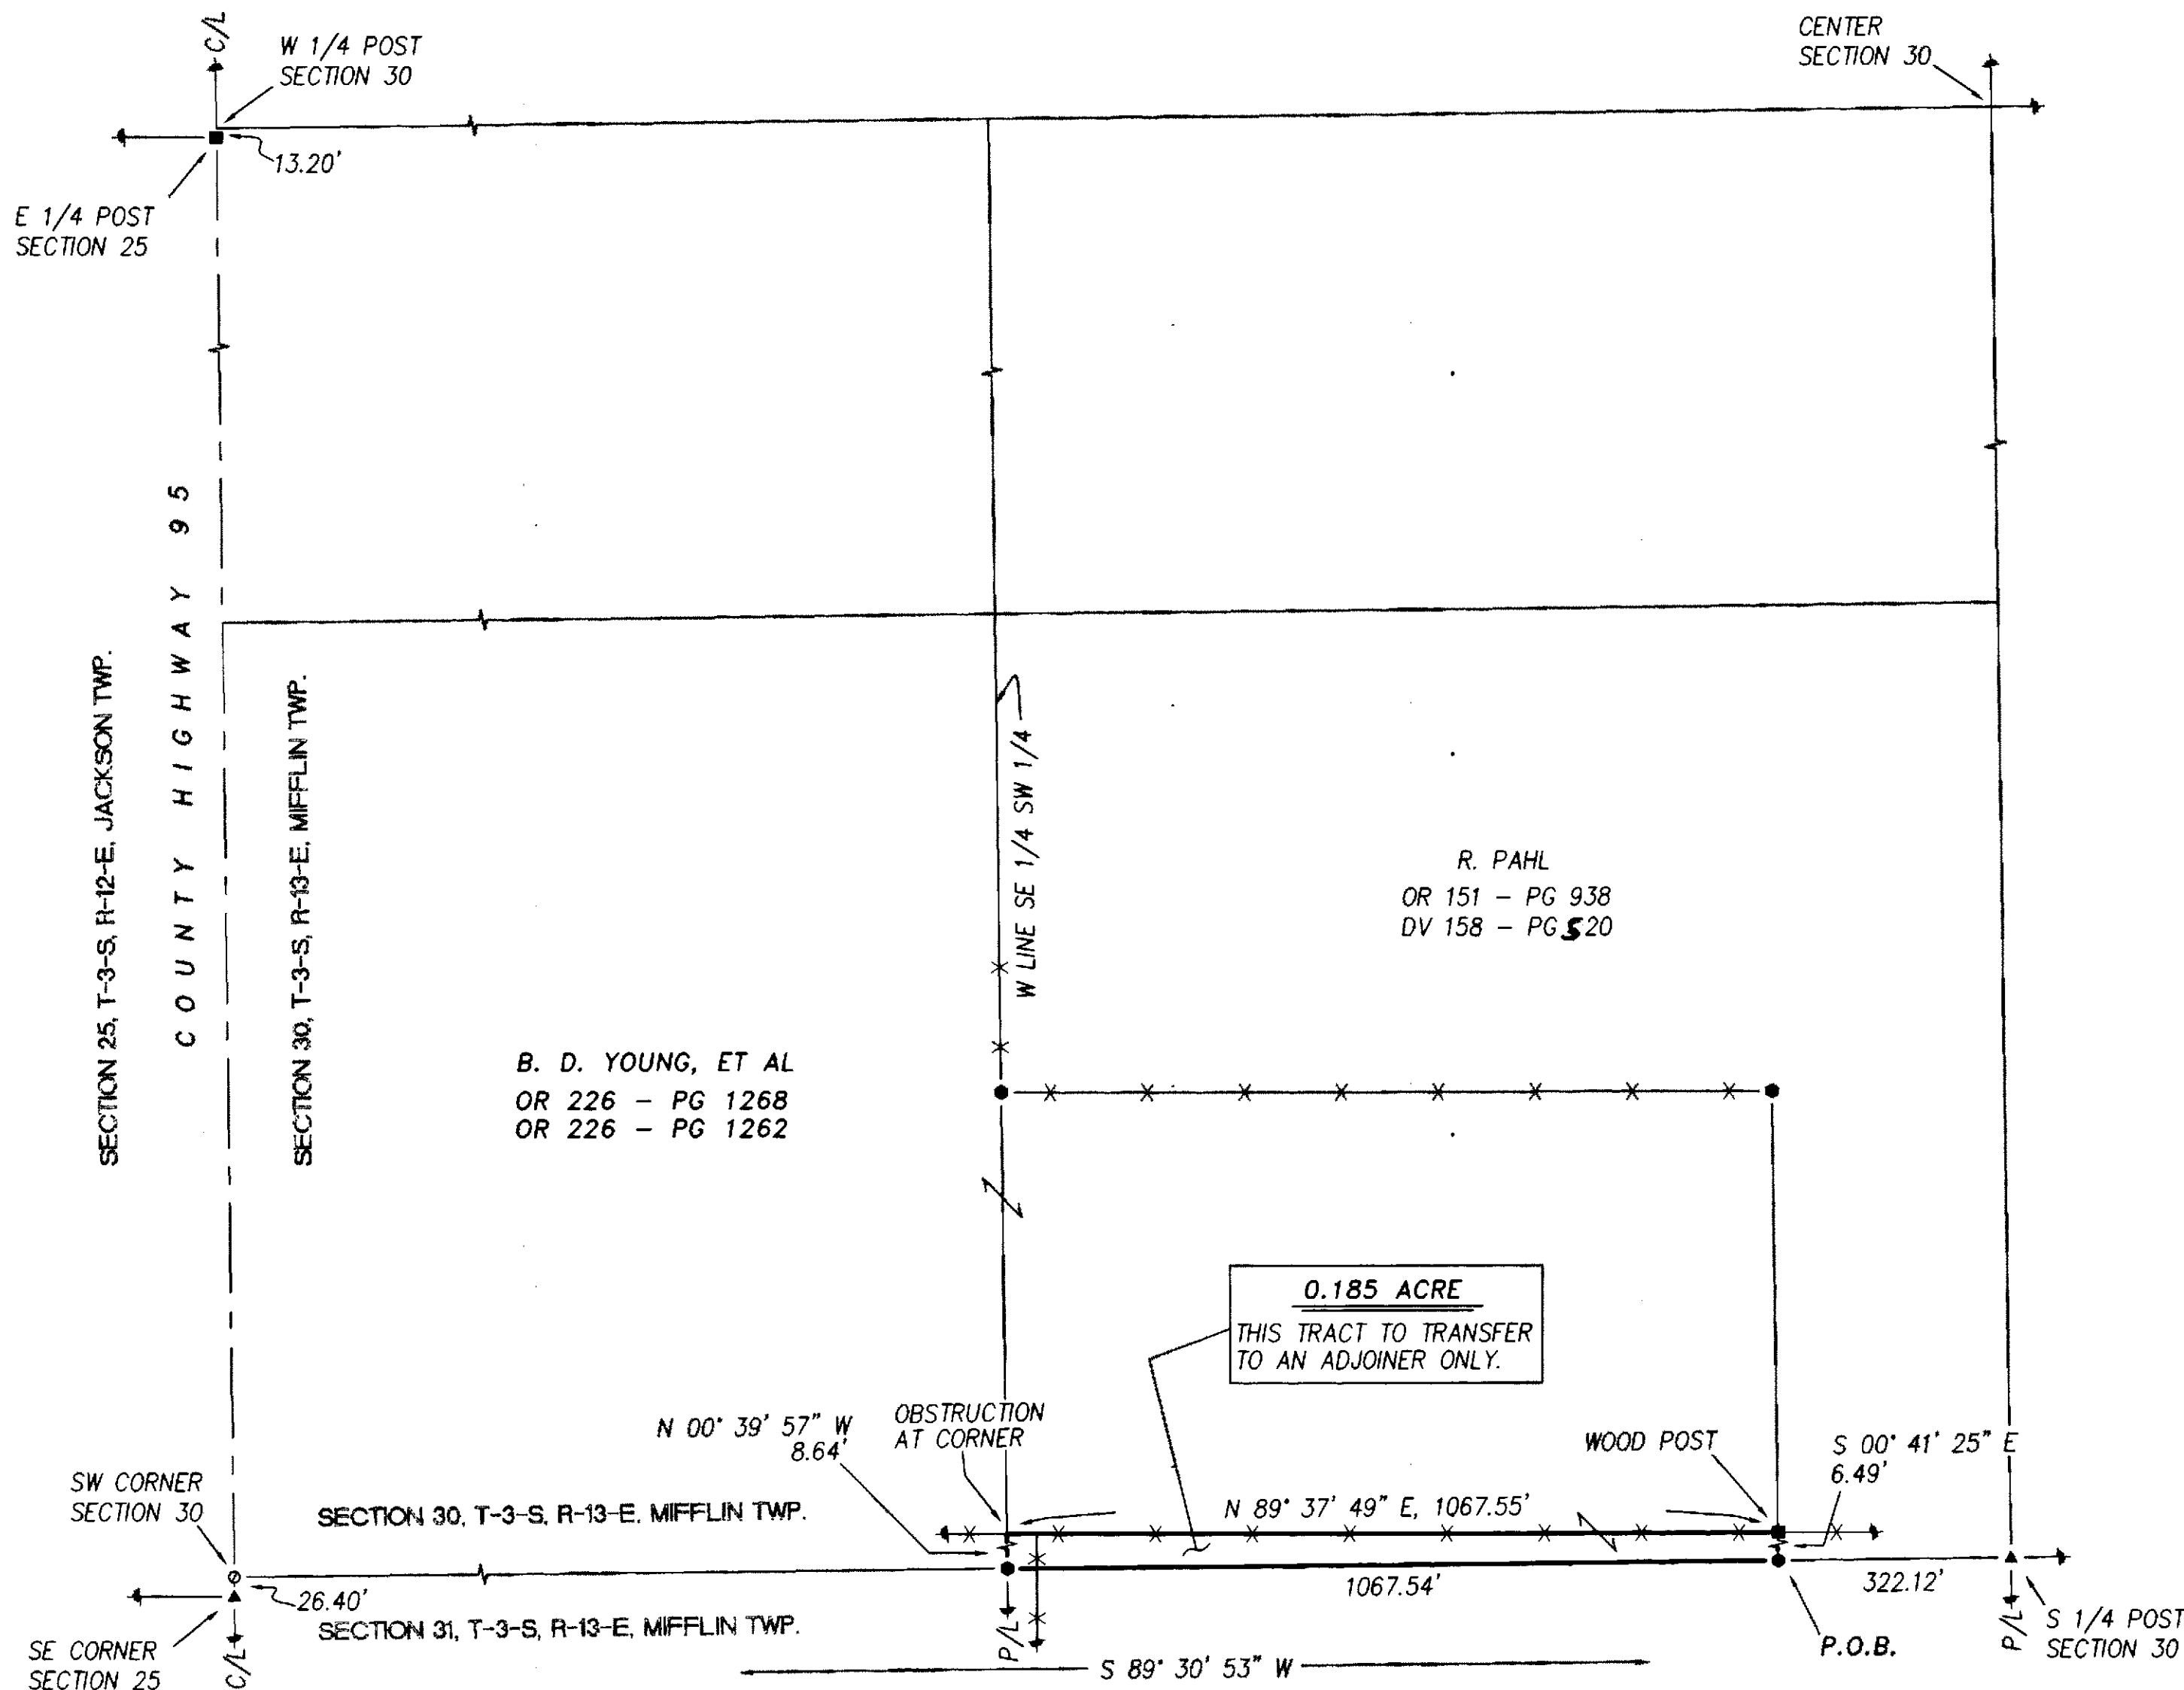 C/L
W 1/4 POST
SECTION 30
CENTER
SECTION 30
13.20'
E 1/4 POST
SECTION 25
COUNTY HIGHWAY 95
SECTION 25, T-3-S, R-12-E, JACKSON TWP.
SECTION 30, T-3-S, R-13-E, MIFFLIN TWP.
W LINE SE 1/4 SW 1/4
R. PAHL
OR 151 - PG 938
DV 158 - PG 520
B. D. YOUNG, ET AL
OR 226 - PG 1268
OR 226 - PG 1262
0.185 ACRE
THIS TRACT TO TRANSFER
TO AN ADJOINER ONLY.
N 00° 39' 57" W
8.64'
OBSTRUCTION
AT CORNER
WOOD POST
S 00° 41' 25" E
6.49'
SW CORNER
SECTION 30
SECTION 30, T-3-S, R-13-E, MIFFLIN TWP.
N 89° 37' 49" E, 1067.55'
26.40'
1067.54'
322.12'
SECTION 31, T-3-S, R-13-E, MIFFLIN TWP.
SE CORNER
SECTION 25
C/L
P/L
S 89° 30' 53" W
P.O.B.
P/L
S 1/4 POST
SECTION 30